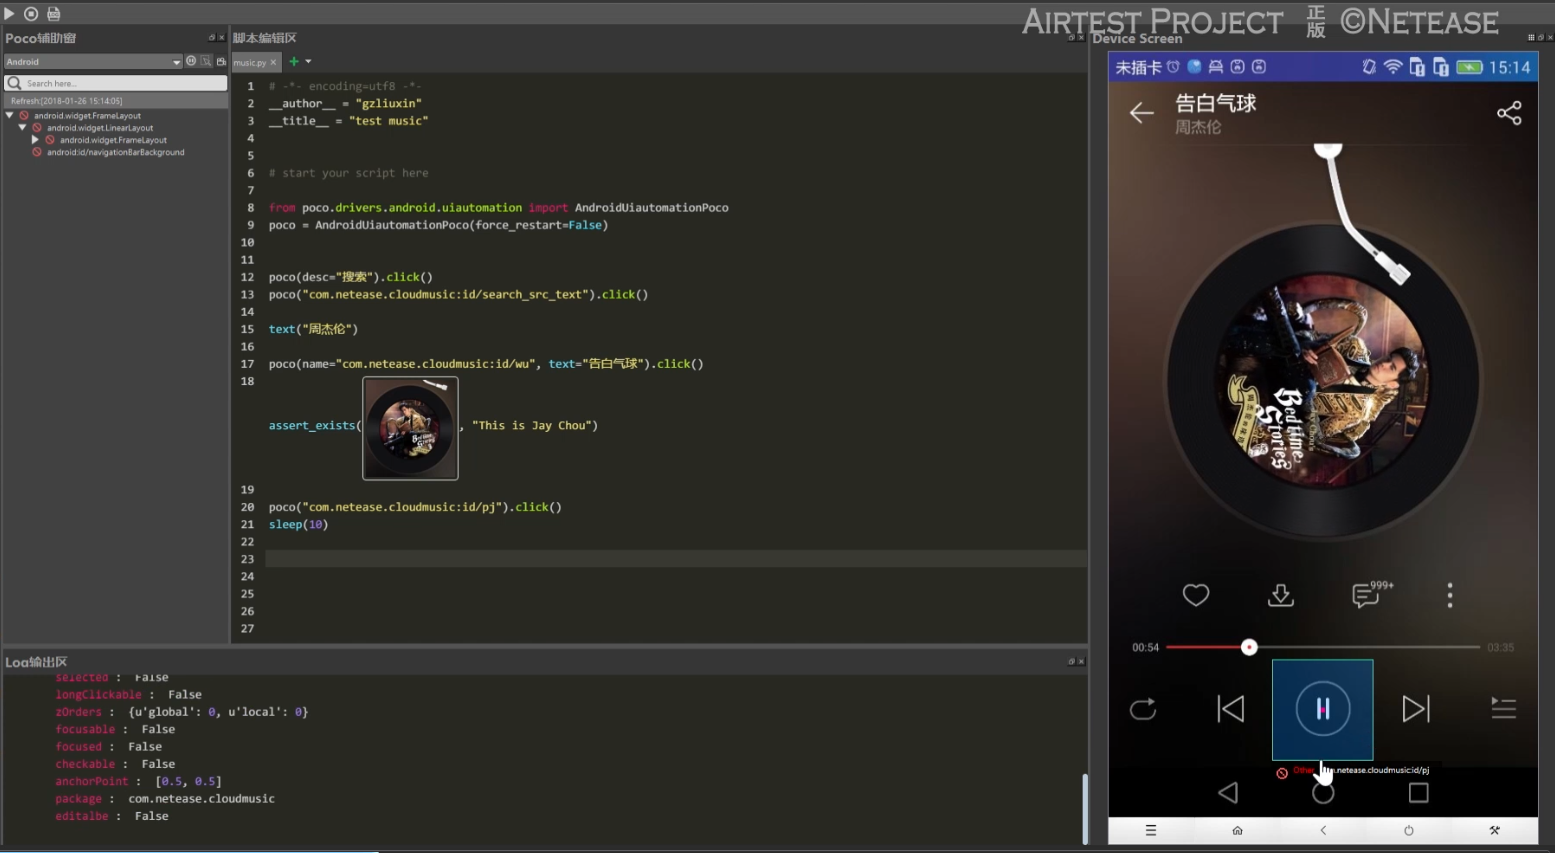 AIRTEST PROJECT 正版 ©NETEASE
Poco辅助窗
Android
Search here...
Refresh:[2018-01-26 15:14:05]
android.widget.FrameLayout
android.widget.LinearLayout
android.widget.FrameLayout
android:id/navigationBarBackground
脚本编辑区
music.py
1 # -*- encoding=utf8 -*-
2 __author__ = "gzliuxin"
3 __title__ = "test music"
4
5
6 # start your script here
7
8 from poco.drivers.android.uiautomation import AndroidUiautomationPoco
9 poco = AndroidUiautomationPoco(force_restart=False)
10
11
12 poco(desc="搜索").click()
13 poco("com.netease.cloudmusic:id/search_src_text").click()
14
15 text("周杰伦")
16
17 poco(name="com.netease.cloudmusic:id/wu", text="告白气球").click()
18
assert_exists( , "This is Jay Chou")
Bedtime Stories
19
20 poco("com.netease.cloudmusic:id/pj").click()
21 sleep(10)
22
23
24
25
26
27
Log输出区
selected : False
longClickable : False
zOrders : {u'global': 0, u'local': 0}
focusable : False
focused : False
checkable : False
anchorPoint : [0.5, 0.5]
package : com.netease.cloudmusic
editalbe : False
Device Screen
未插卡
15:14
告白气球
周杰伦
Bedtime Stories
999+
00:54
03:35
Other
m.netease.cloudmusic:id/pj